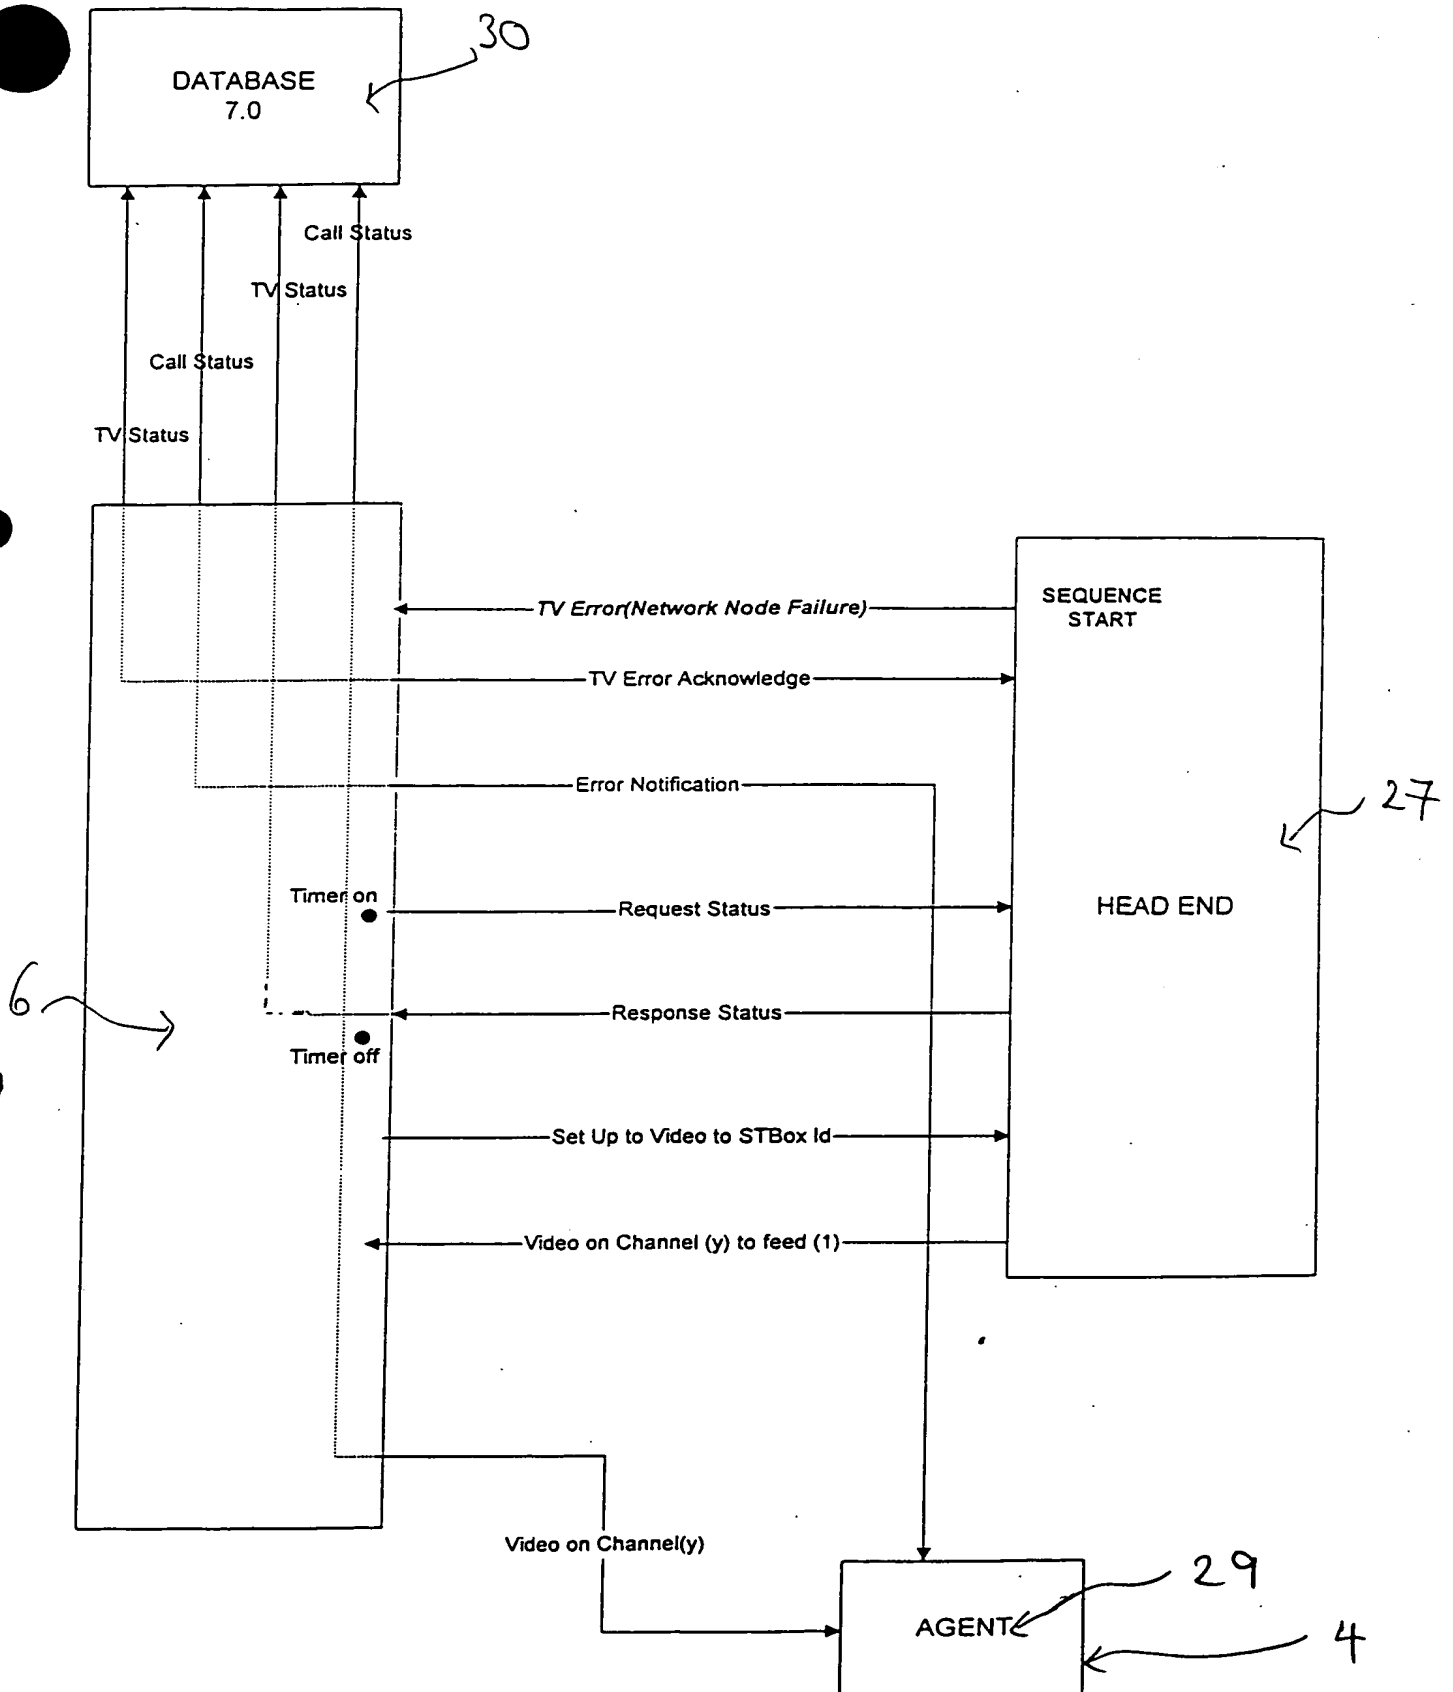 30
DATABASE
7.0
Call Status
TV Status
Call Status
TV Status
TV Error(Network Node Failure)
SEQUENCE
START
TV Error Acknowledge
Error Notification
27
Timer on
Request Status
HEAD END
6
Response Status
Timer off
Set Up to Video to STBox Id
Video on Channel (y) to feed (1)
Video on Channel(y)
29
AGENT
4